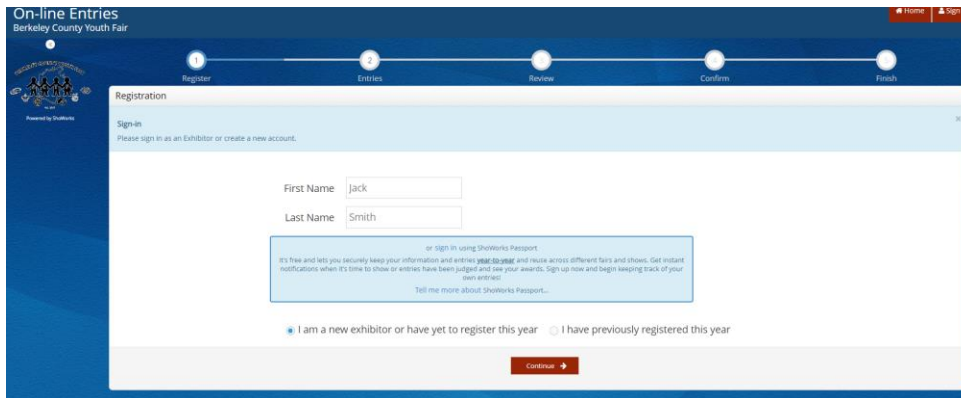 On-line Entries
Home
Sign
Berkeley County Youth Fair
1
2
Register
Entries
Review
Confirm
Finish
Powered by ShoWorks
Registration
Sign-in
Please sign in as an Exhibitor or create a new account.
First Name Jack
Last Name Smith
or sign in using ShoWorks Passport
It's free and lets you securely keep your information and entries year-to-year and reuse across different fairs and shows. Get instant
notifications when it's time to show or entries have been judged and see your awards. Sign up now and begin keeping track of your
own entries!
Tell me more about ShoWorks Passport...
I am a new exhibitor or have yet to register this year
I have previously registered this year
Continue